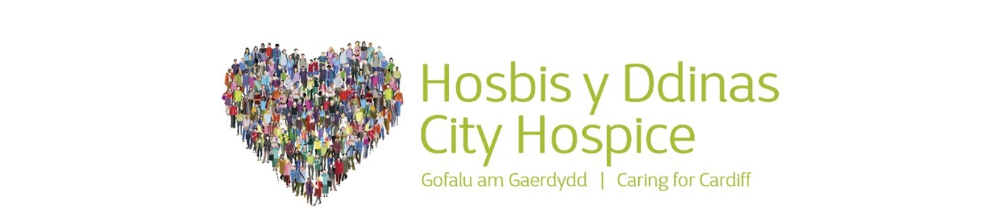 Hosbis y Ddinas
City Hospice
Gofalu am Gaerdydd | Caring for Cardiff